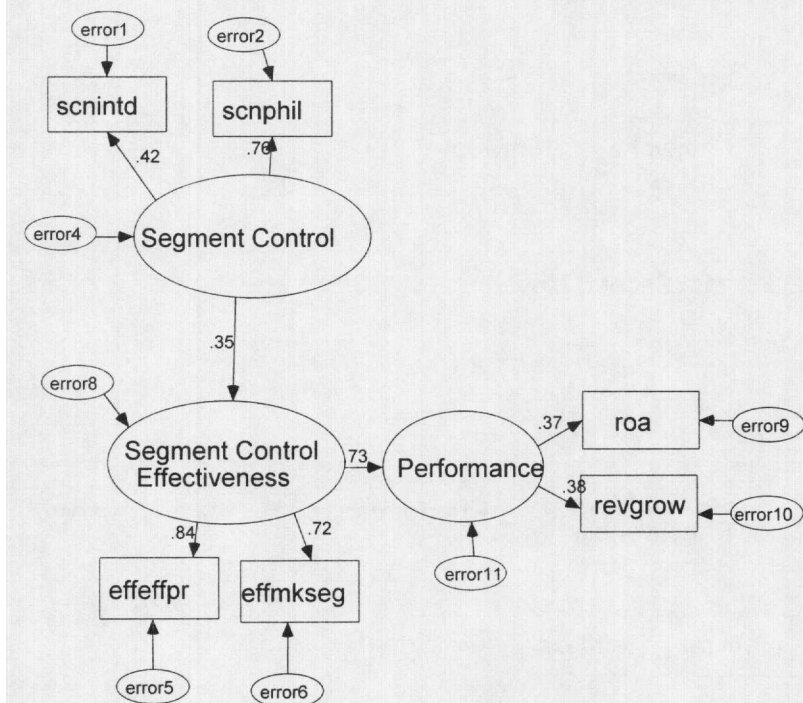 error1
error2
scnintd
scnphil
.42
.76
error4
Segment Control
.35
error8
Segment Control
Effectiveness
.73
Performance
.37
roa
error9
.38
revgrow
error10
.84
.72
error11
effeffpr
effmkseg
error5
error6